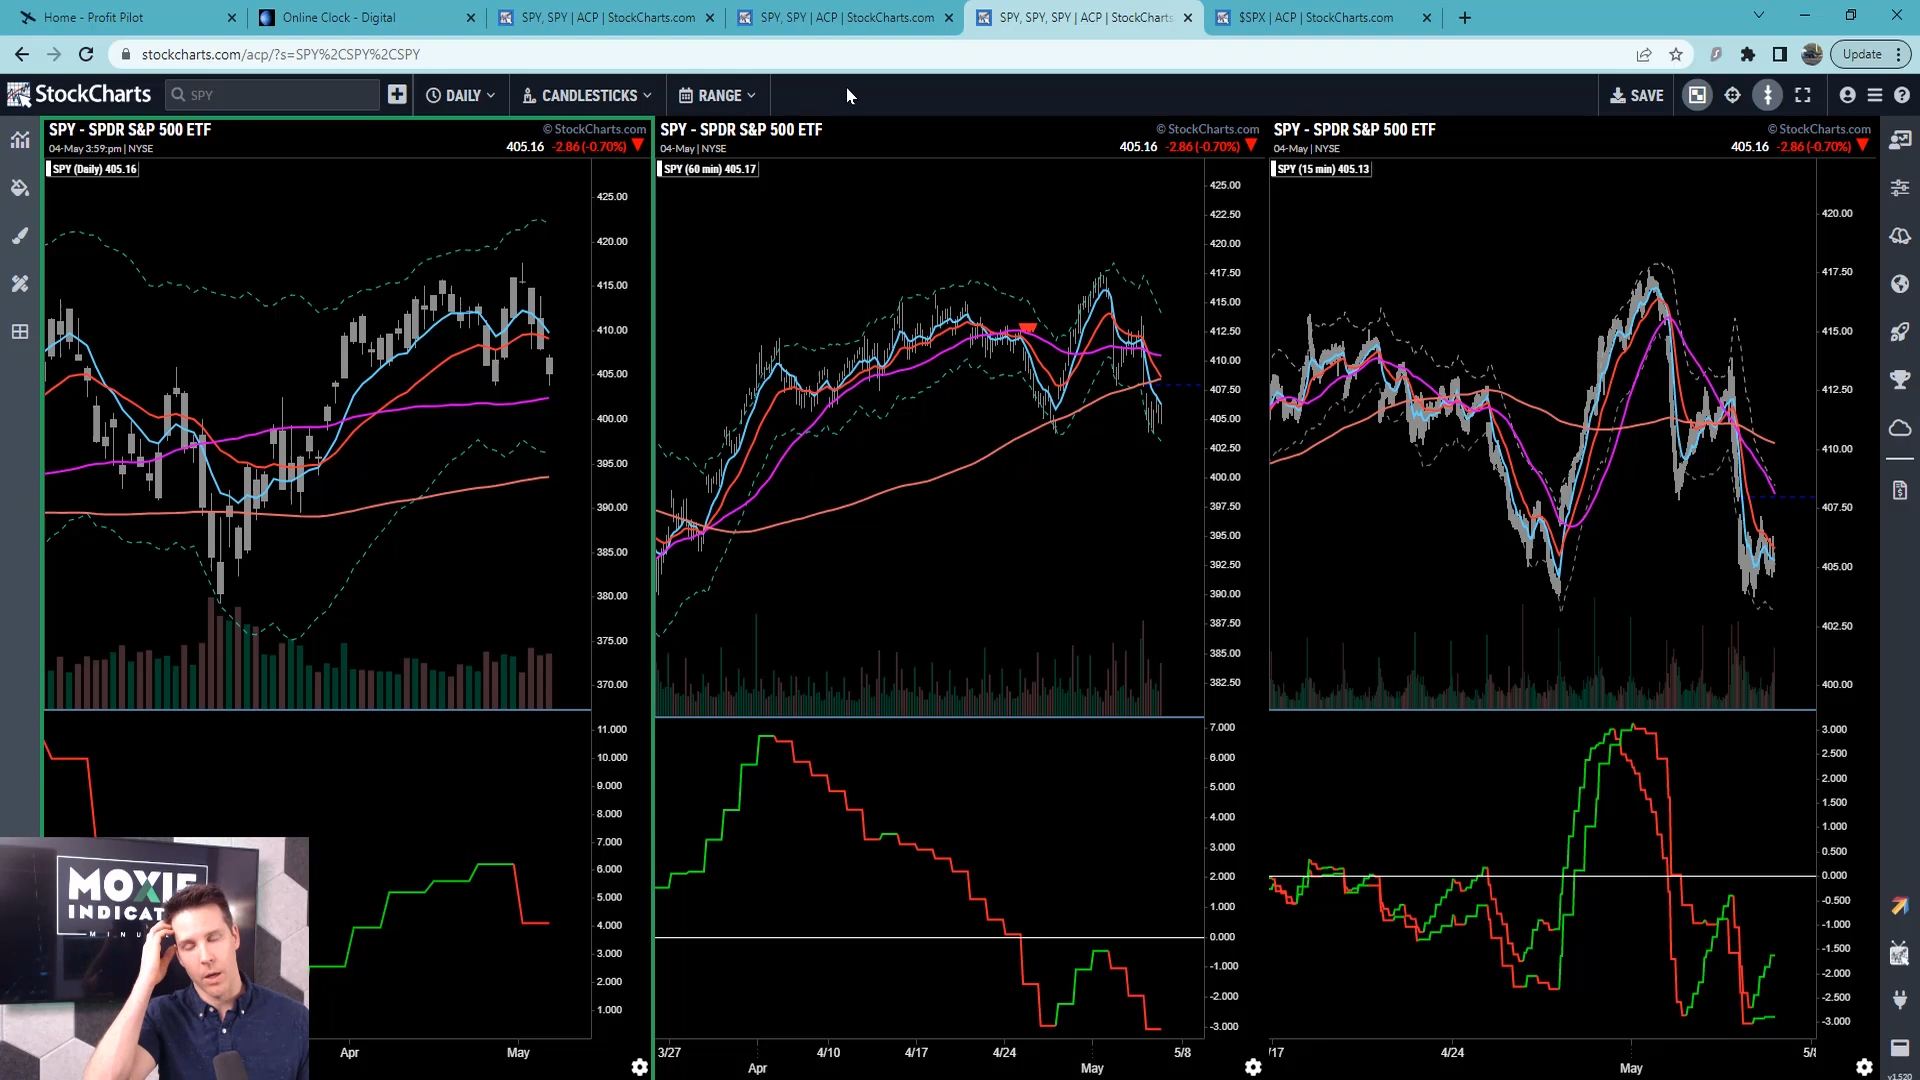 Home - Profit Pilot
Online Clock - Digital
SPY, SPY | ACP | StockCharts.com
SPY, SPY | ACP | StockCharts.com
SPY, SPY, SPY | ACP | StockCharts
$SPX | ACP | StockCharts.com
stockcharts.com/acp/?s=SPY%2CSPY%2CSPY
Update
StockCharts
SPY
DAILY
CANDLESTICKS
RANGE
SAVE
SPY - SPDR S&P 500 ETF
© StockCharts.com
04-May 3:59:pm | NYSE
405.16 -2.86 (-0.70%)
SPY (Daily) 405.16
425.00
420.00
415.00
410.00
405.00
400.00
395.00
390.00
385.00
380.00
375.00
370.00
11.000
10.000
9.000
8.000
7.000
6.000
5.000
4.000
3.000
2.000
1.000
Apr
May
SPY - SPDR S&P 500 ETF
© StockCharts.com
04-May | NYSE
405.16 -2.86 (-0.70%)
SPY (60 min) 405.17
425.00
422.50
420.00
417.50
415.00
412.50
410.00
407.50
405.00
402.50
400.00
397.50
395.00
392.50
390.00
387.50
385.00
382.50
7.000
6.000
5.000
4.000
3.000
2.000
1.000
0.000
-1.000
-2.000
-3.000
3/27
4/10
4/17
4/24
5/8
Apr
May
SPY - SPDR S&P 500 ETF
© StockCharts.com
04-May | NYSE
405.16 -2.86 (-0.70%)
SPY (15 min) 405.13
420.00
417.50
415.00
412.50
410.00
407.50
405.00
402.50
400.00
3.000
2.500
2.000
1.500
1.000
0.500
0.000
-0.500
-1.000
-1.500
-2.000
-2.500
-3.000
/17
4/24
5/8
May
v1.520
MOXIE
INDICAT
MINU